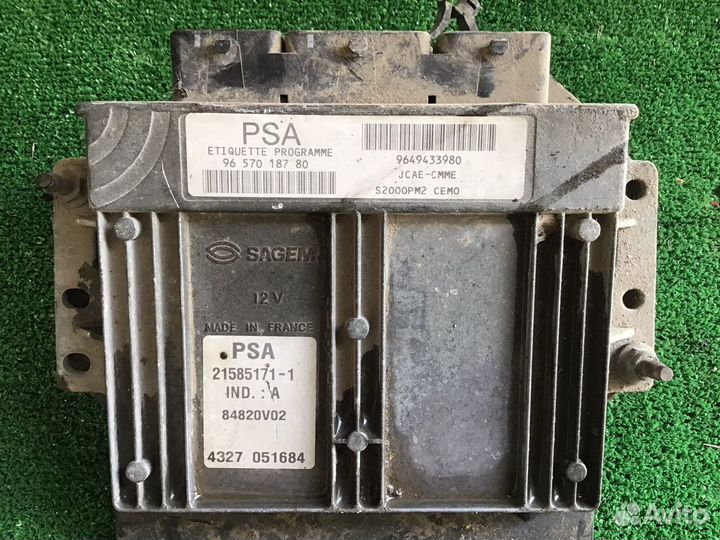 PSA
ETIQUETTE PROGRAMME
96 570 187 80
9649433980
JCAE-CMME
S2000PM2 CEMO
SAGEM
12 V
MADE IN FRANCE
PSA
21585171-1
IND. : A
84820V02
4327 051684
Avito